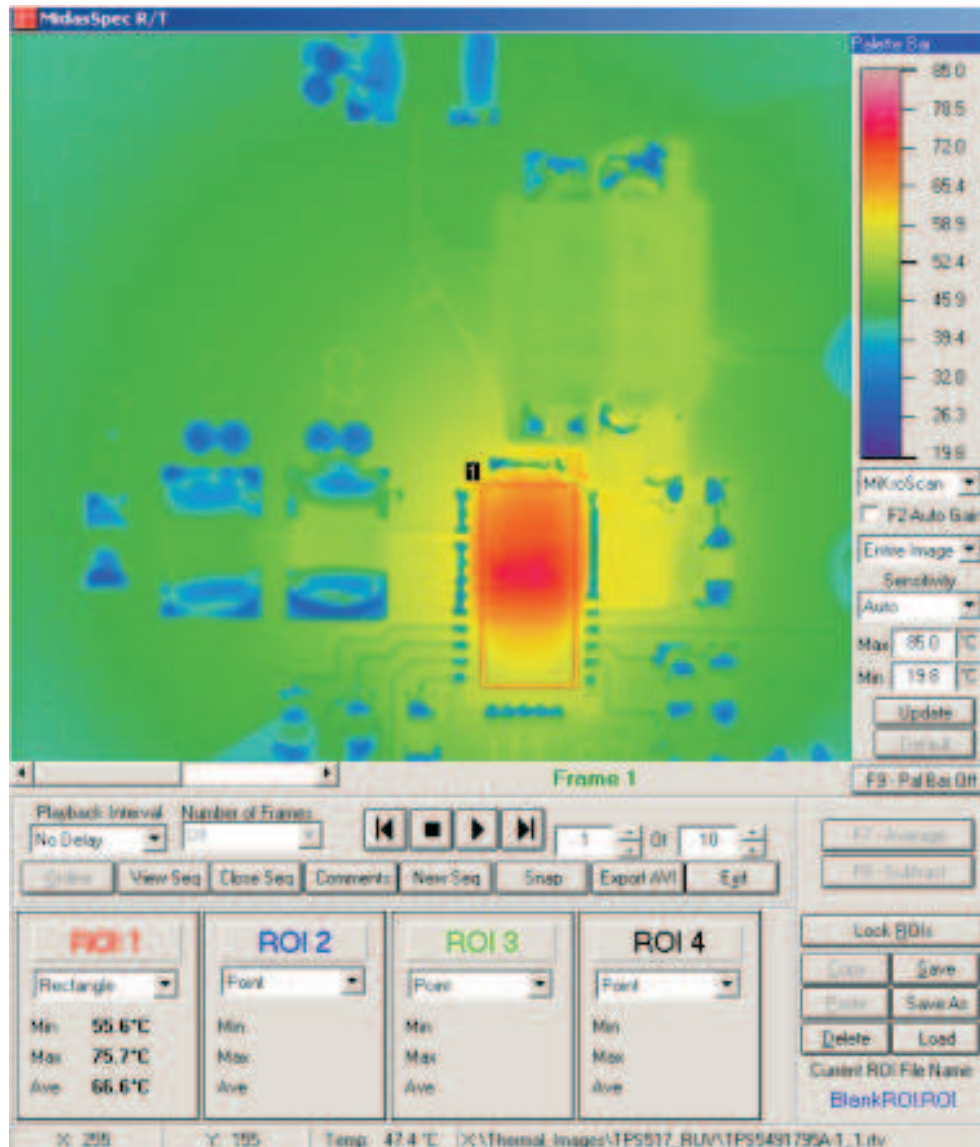 MidasSpec R/T
Palette Bar
85.0
78.5
72.0
65.4
58.9
52.4
45.9
39.4
32.8
26.3
19.8
1
MiKroScan
F2-Auto Gain
Entire Image
Sensitivity
Auto
Max 85.0 °C
Min 19.8 °C
Update
Default
Frame 1
F9 - Pal Bar Off
Playback Interval
Number of Frames
No Delay
1 Of 10
F7 - Average
F8 - Subtract
View Seq Close Seq Comments New Seq Snap Export AVI Exit
ROI 1
ROI 2
ROI 3
ROI 4
Rectangle
Point
Point
Point
Min 55.6°C
Max 75.7°C
Ave 66.6°C
Min
Max
Ave
Min
Max
Ave
Min
Max
Ave
Lock ROIs
Copy Save
Paste Save As
Delete Load
Current ROI File Name
BlankROI.ROI
X: 255 Y: 155 Temp: 47.4 °C